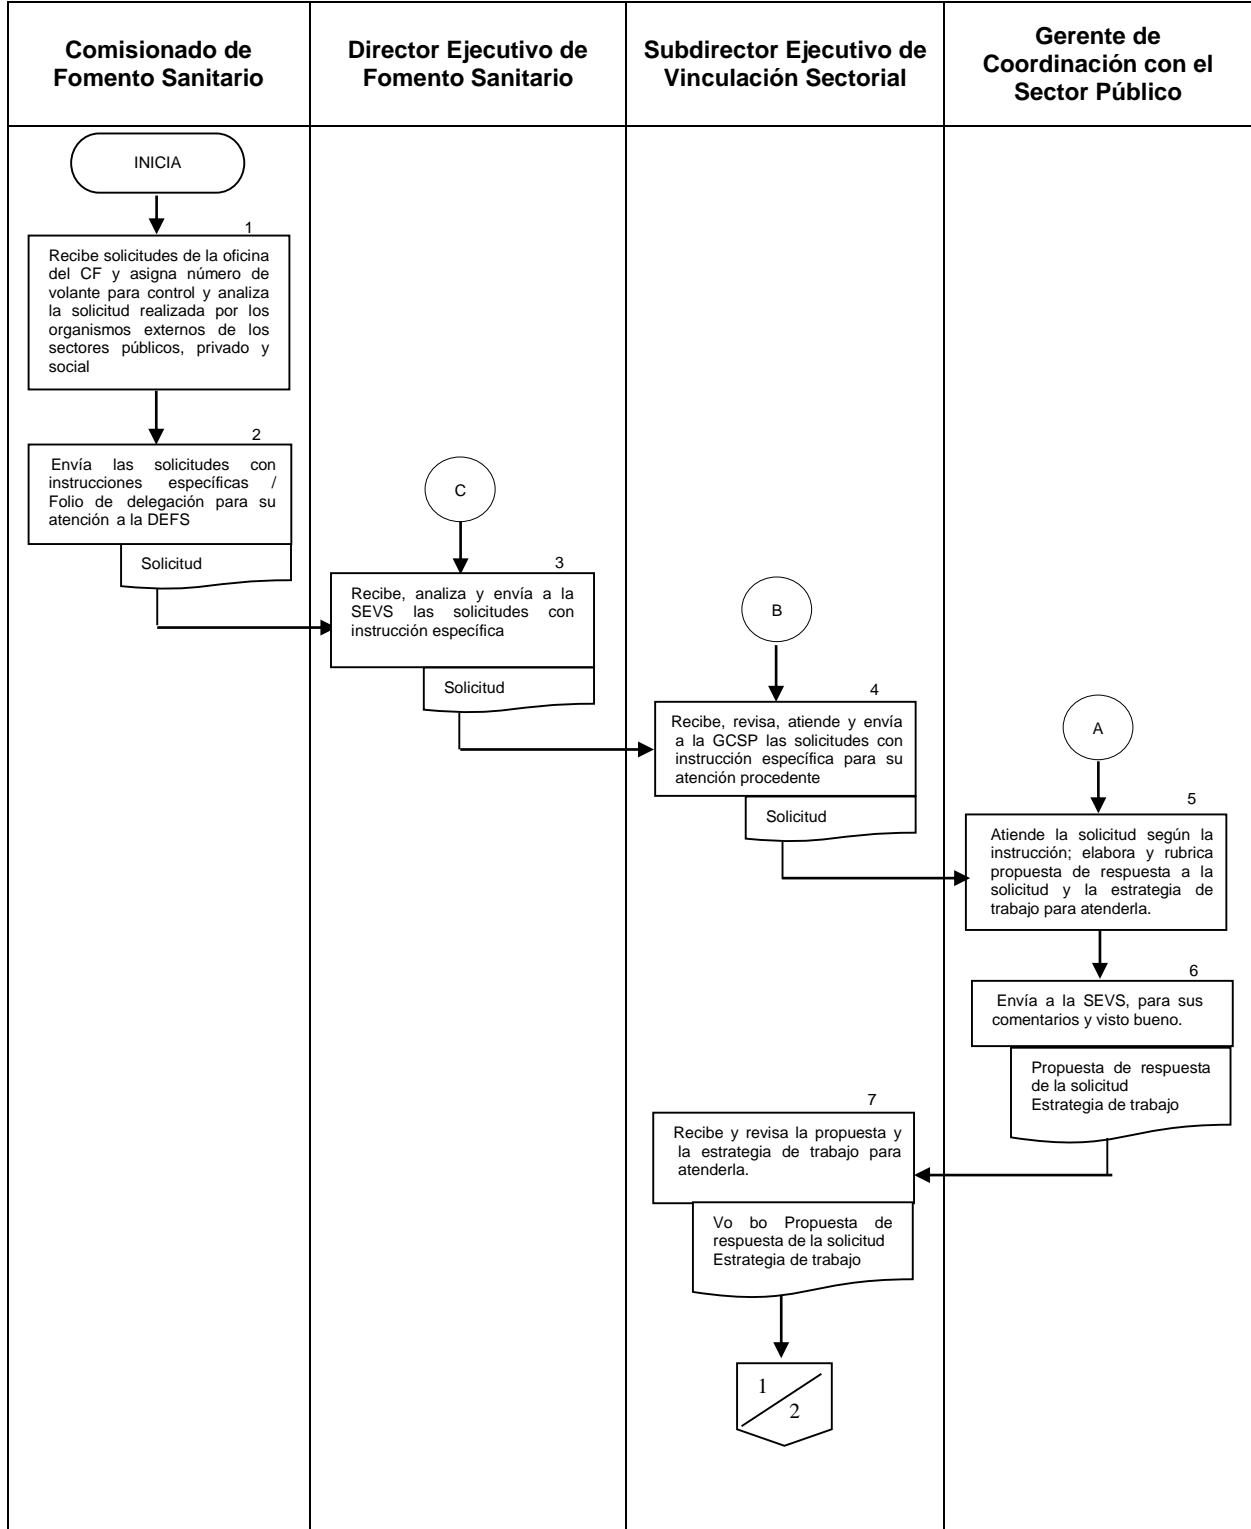 Comisionado de
Fomento Sanitario
Director Ejecutivo de
Fomento Sanitario
Subdirector Ejecutivo de
Vinculación Sectorial
Gerente de
Coordinación con el
Sector Público
INICIA
1
Recibe solicitudes de la oficina
del CF y asigna número de
volante para control y analiza
la solicitud realizada por los
organismos externos de los
sectores públicos, privado y
social
2
Envía las solicitudes con
instrucciones específicas /
Folio de delegación para su
atención a la DEFS
Solicitud
C
3
Recibe, analiza y envía a la
SEVS las solicitudes con
instrucción específica
Solicitud
B
4
Recibe, revisa, atiende y envía
a la GCSP las solicitudes con
instrucción específica para su
atención procedente
Solicitud
A
5
Atiende la solicitud según la
instrucción; elabora y rubrica
propuesta de respuesta a la
solicitud y la estrategia de
trabajo para atenderla.
6
Envía a la SEVS, para sus
comentarios y visto bueno.
Propuesta de respuesta
de la solicitud
Estrategia de trabajo
7
Recibe y revisa la propuesta y
la estrategia de trabajo para
atenderla.
Vo bo Propuesta de
respuesta de la solicitud
Estrategia de trabajo
1
2